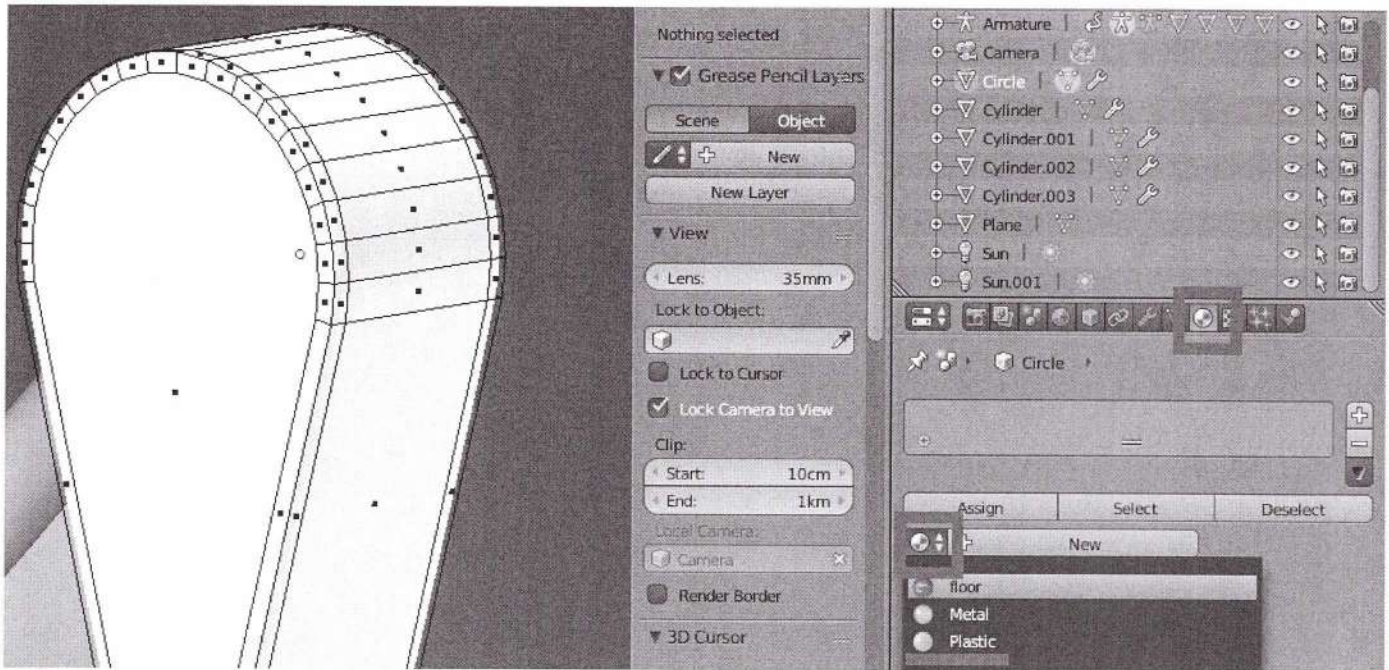 Nothing selected
Grease Pencil Layers
Scene Object
New
New Layer
View
Lens: 35mm
Lock to Object:
Lock to Cursor
Lock Camera to View
Clip:
Start: 10cm
End: 1km
Local Camera:
Camera
Render Border
3D Cursor
Armature
Camera
Circle
Cylinder
Cylinder.001
Cylinder.002
Cylinder.003
Plane
Sun
Sun.001
Circle
Assign Select Deselect
New
floor
Metal
Plastic